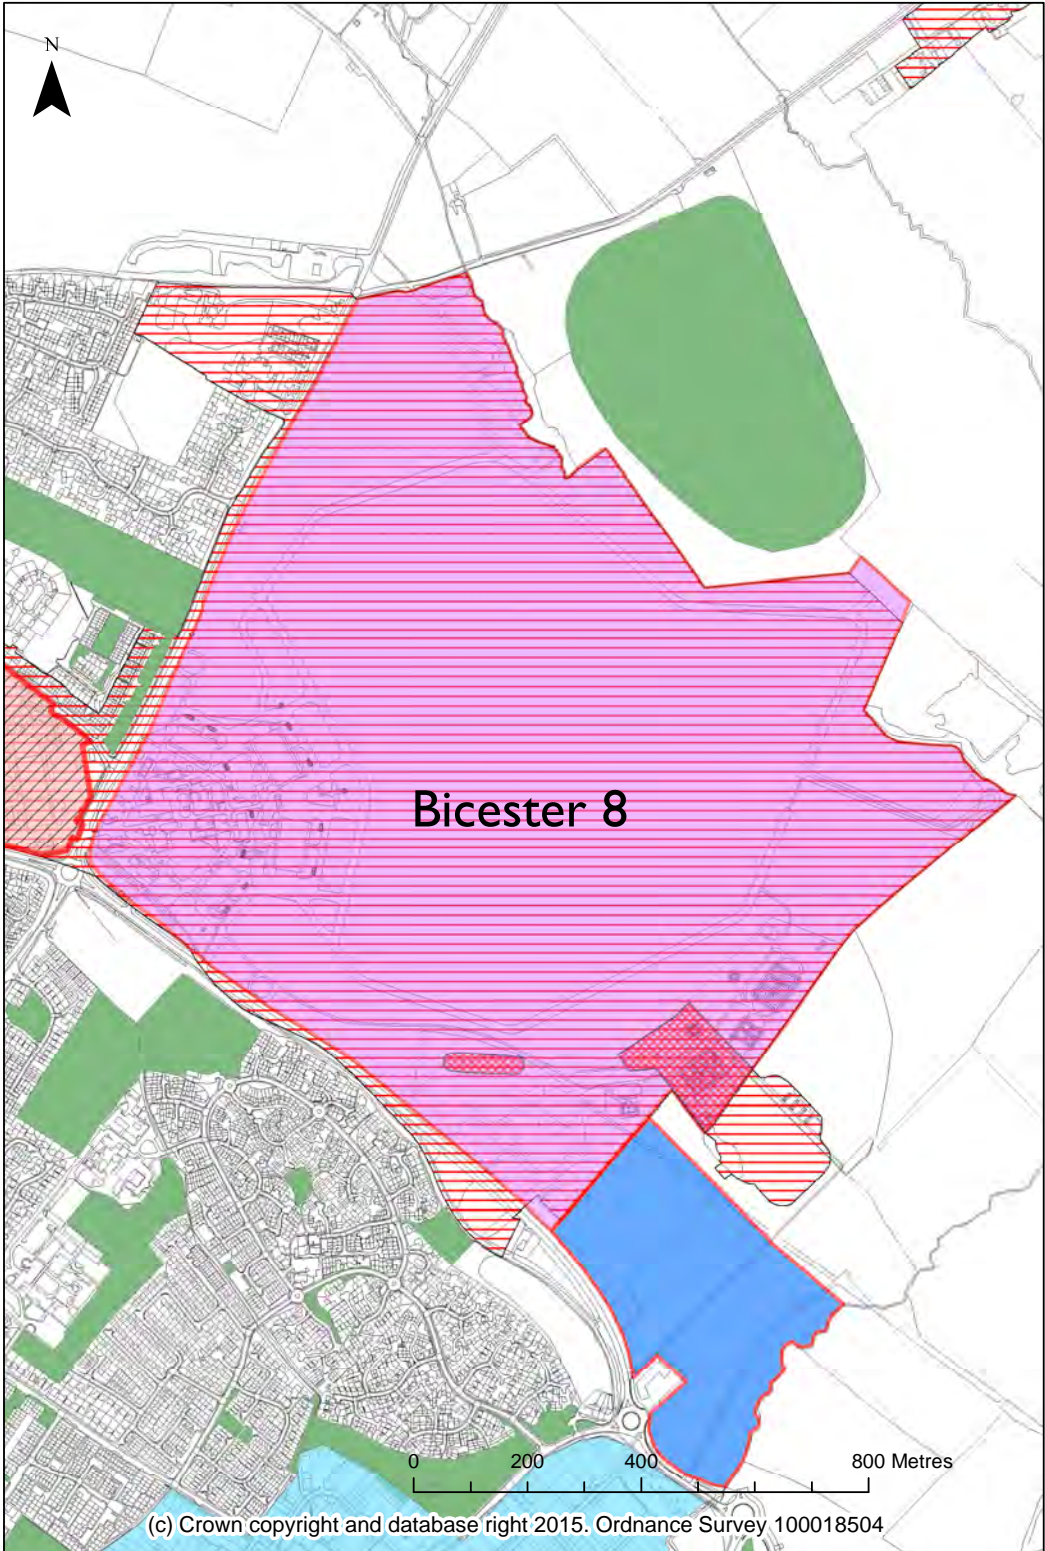 N
Bicester 8
0 200 400 800 Metres
(c) Crown copyright and database right 2015. Ordnance Survey 100018504